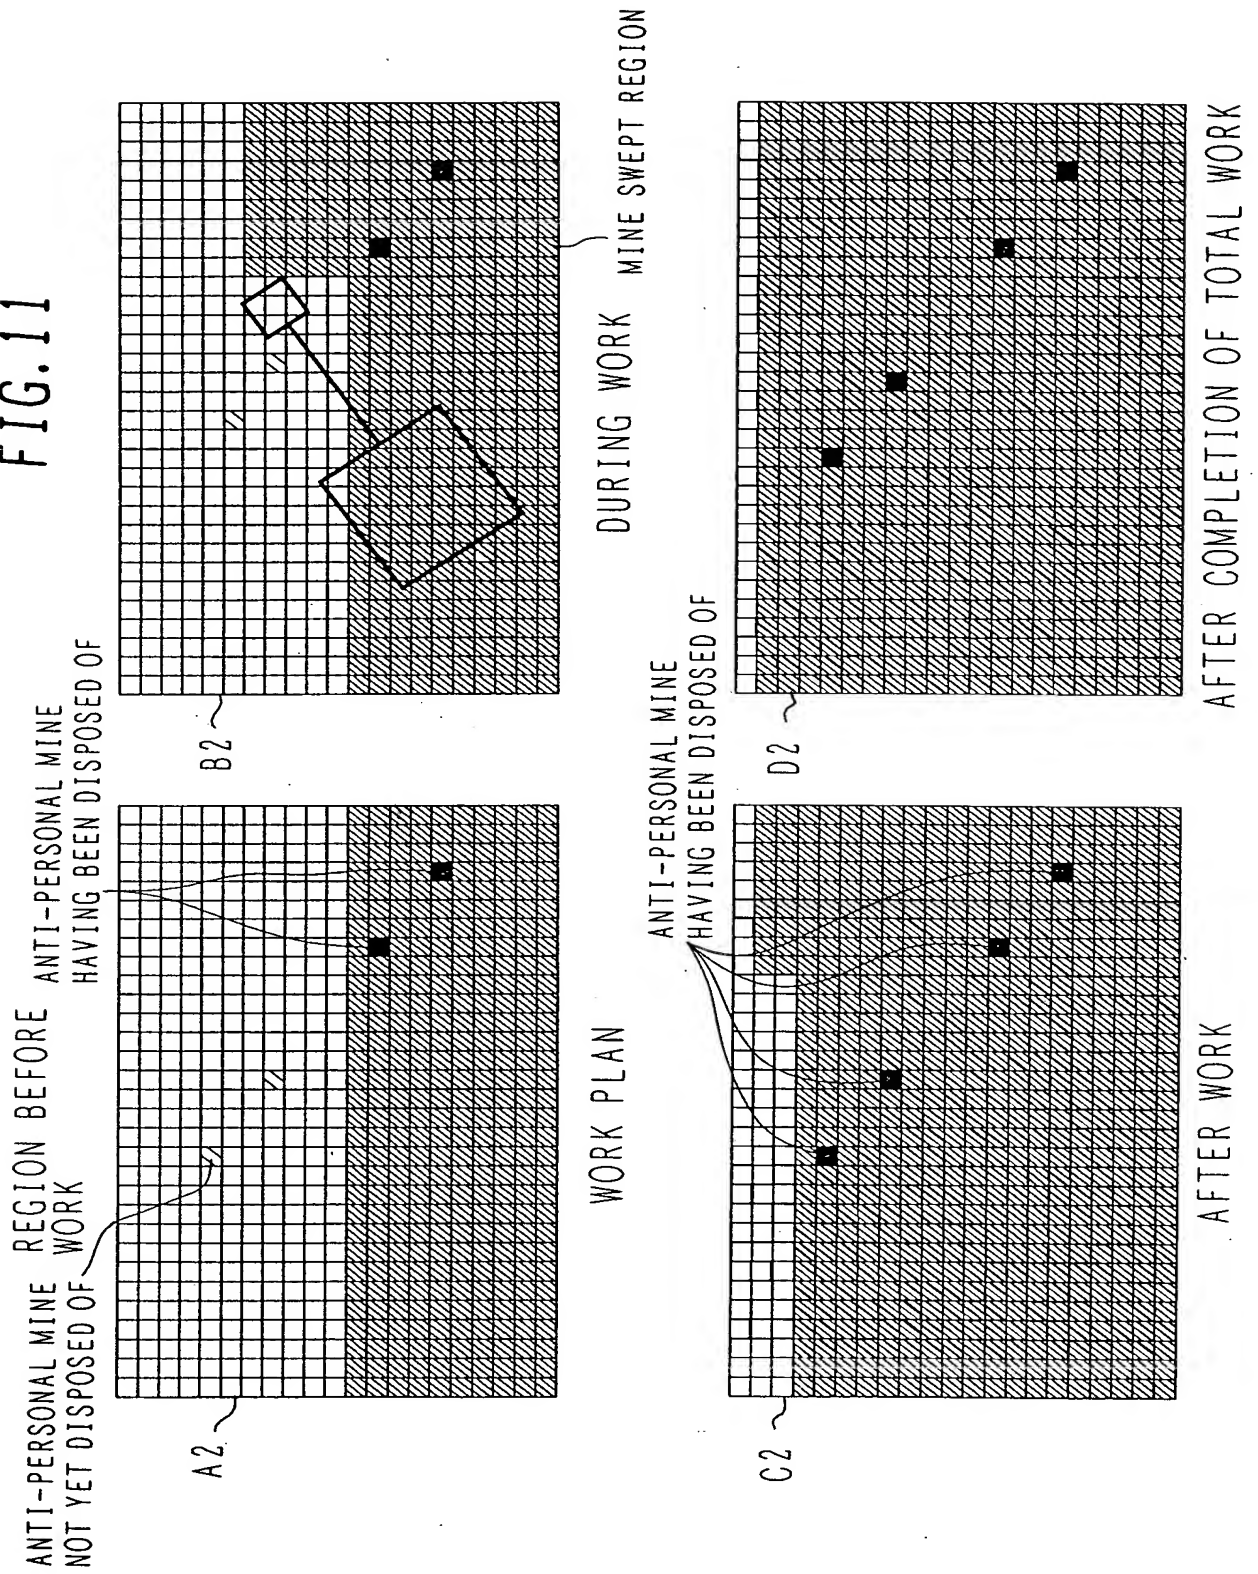 FIG.11
ANTI-PERSONAL MINE
NOT YET DISPOSED OF
REGION BEFORE
WORK
ANTI-PERSONAL MINE
HAVING BEEN DISPOSED OF
A2
B2
WORK PLAN
DURING WORK
MINE SWEPT REGION
ANTI-PERSONAL MINE
HAVING BEEN DISPOSED OF
C2
D2
AFTER WORK
AFTER COMPLETION OF TOTAL WORK